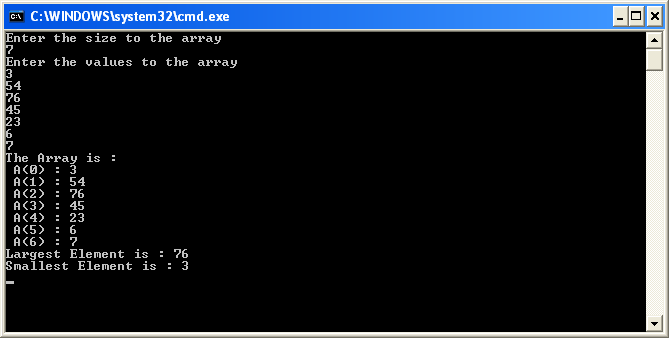 C:\WINDOWS\system32\cmd.exe
Enter the size to the array
7
Enter the values to the array
3
54
76
45
23
6
7
The Array is :
A(0) : 3
A(1) : 54
A(2) : 76
A(3) : 45
A(4) : 23
A(5) : 6
A(6) : 7
Largest Element is : 76
Smallest Element is : 3